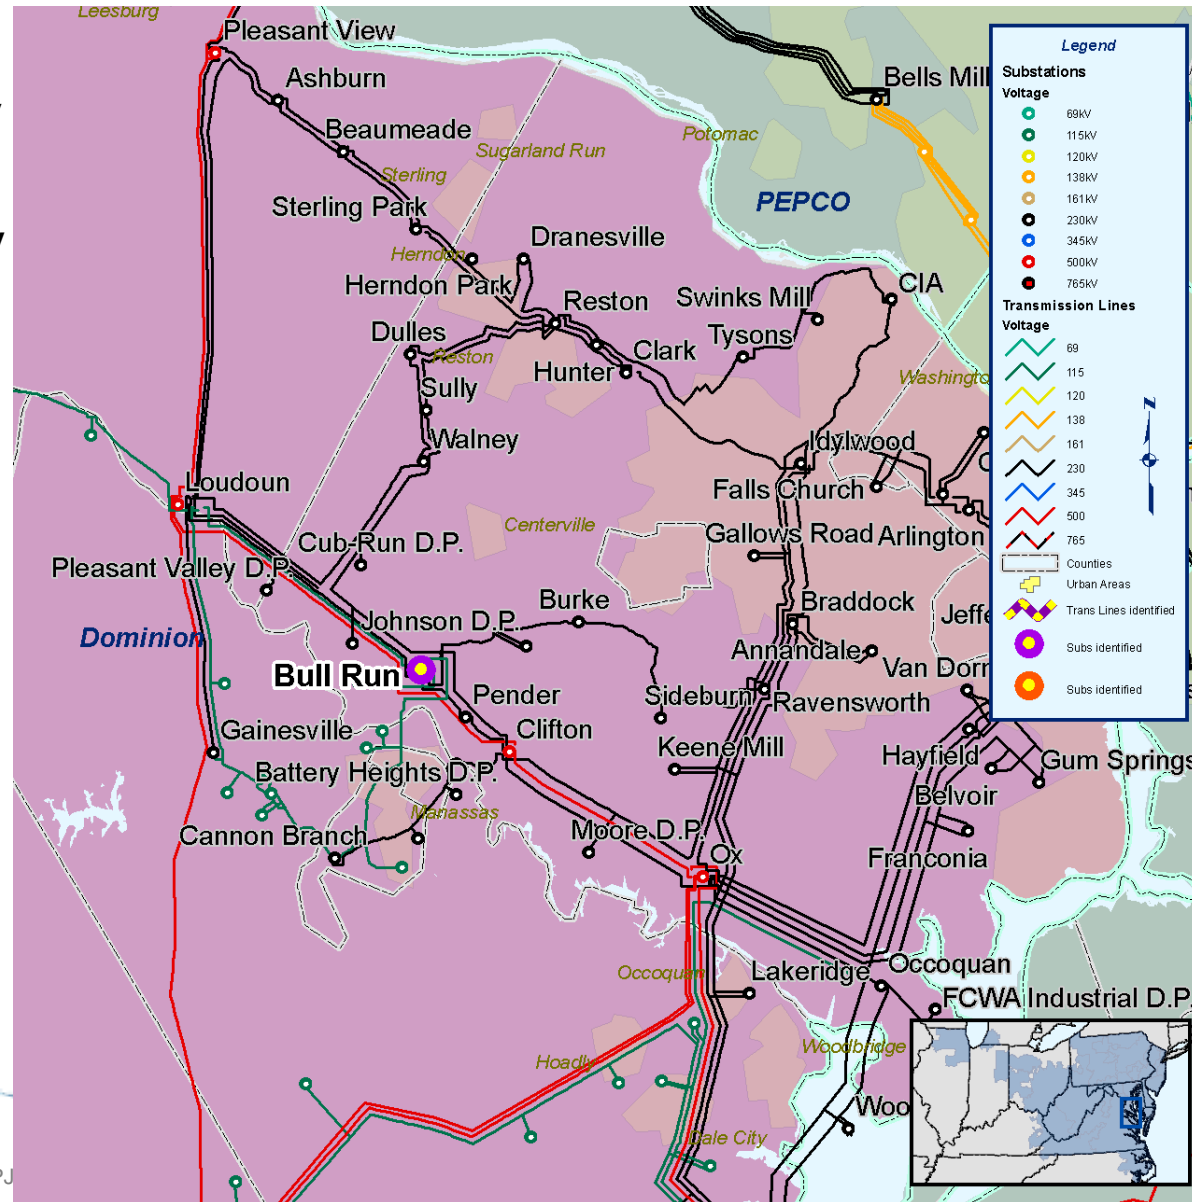 Leesburg
Pleasant View
Ashburn
Bells Mill
Beaumeade
Potomac
Sugarland Run
Sterling
PEPCO
Sterling Park
Dranesville
Herndon
Herndon Park
Reston
Swinks Mill
CIA
Dulles
Tysons
Reston
Clark
Hunter
Washington
Sully
Walney
Idylwood
Loudoun
Falls Church
Centerville
Cub-Run D.P.
Gallows Road
Arlington
Pleasant Valley D.P.
Burke
Braddock
Johnson D.P.
Jeffe
Dominion
Annandale
Bull Run
Van Dorn
Pender
Sideburn
Ravensworth
Gainesville
Clifton
Keene Mill
Hayfield
Gum Springs
Battery Heights D.P.
Belvoir
Manassas
Cannon Branch
Moore D.P.
Ox
Franconia
Occoquan
Lakeridge
Occoquan
FCWA Industrial D.P.
Hoadly
Woodbridge
Woo
Dale City
Legend
Substations
Voltage
69kV
115kV
120kV
138kV
161kV
230kV
345kV
500kV
765kV
Transmission Lines
Voltage
69
115
120
138
161
230
345
500
765
Counties
Urban Areas
Trans Lines identified
Subs identified
Subs identified
N
PJ